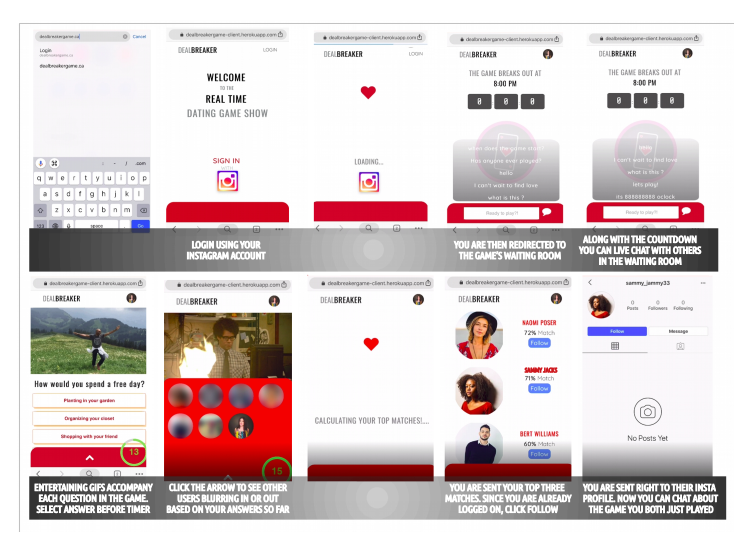 dealbreakergame.ca
Cancel
Login
dealbreakergame.ca
dealbreakergame.ca
.com
q w e r t y u i o p
a s d f g h j k l
z x c v b n m
123
space
Go
dealbreakergame-client.herokuapp.com
DEALBREAKER
LOGIN
WELCOME
TO THE
REAL TIME
DATING GAME SHOW
SIGN IN
dealbreakergame-client.herokuapp.com
DEALBREAKER
LOGIN
LOADING...
dealbreakergame-client.herokuapp.com
DEALBREAKER
THE GAME BREAKS OUT AT
8:00 PM
0 0 0
when does the game start?
Has anyone ever played?
hello
I can't want to find love
what is this ?
Ready to play?!
dealbreakergame-client.herokuapp.com
DEALBREAKER
THE GAME BREAKS OUT AT
8:00 PM
0 0 0
hello
I can't want to find love
what is this ?
lets play!
its 888888888 oclock
Ready to play?!
LOGIN USING YOUR
INSTAGRAM ACCOUNT
YOU ARE THEN REDIRECTED TO
THE GAME'S WAITING ROOM
ALONG WITH THE COUNTDOWN
YOU CAN LIVE CHAT WITH OTHERS
IN THE WAITING ROOM
dealbreakergame-client.herokuapp.com
DEALBREAKER
How would you spend a free day?
Planting in your garden
Organizing your closet
Shopping with your friend
13
dealbreakergame-client.herokuapp.com
DEALBREAKER
15
dealbreakergame-client.herokuapp.com
DEALBREAKER
CALCULATING YOUR TOP MATCHES!....
dealbreakergame-client.herokuapp.com
DEALBREAKER
NAOMI POSER
72% Match
Follow
SAMMY JACKS
71% Match
Follow
BERT WILLIAMS
60% Match
Follow
sammy_jammy33
0 0 0
Posts Followers Following
Follow
Message
No Posts Yet
ENTERTAINING GIFS ACCOMPANY
EACH QUESTION IN THE GAME.
SELECT ANSWER BEFORE TIMER
CLICK THE ARROW TO SEE OTHER
USERS BLURRING IN OR OUT
BASED ON YOUR ANSWERS SO FAR
YOU ARE SENT YOUR TOP THREE
MATCHES. SINCE YOU ARE ALREADY
LOGGED ON, CLICK FOLLOW
YOU ARE SENT RIGHT TO THEIR INSTA
PROFILE. NOW YOU CAN CHAT ABOUT
THE GAME YOU BOTH JUST PLAYED